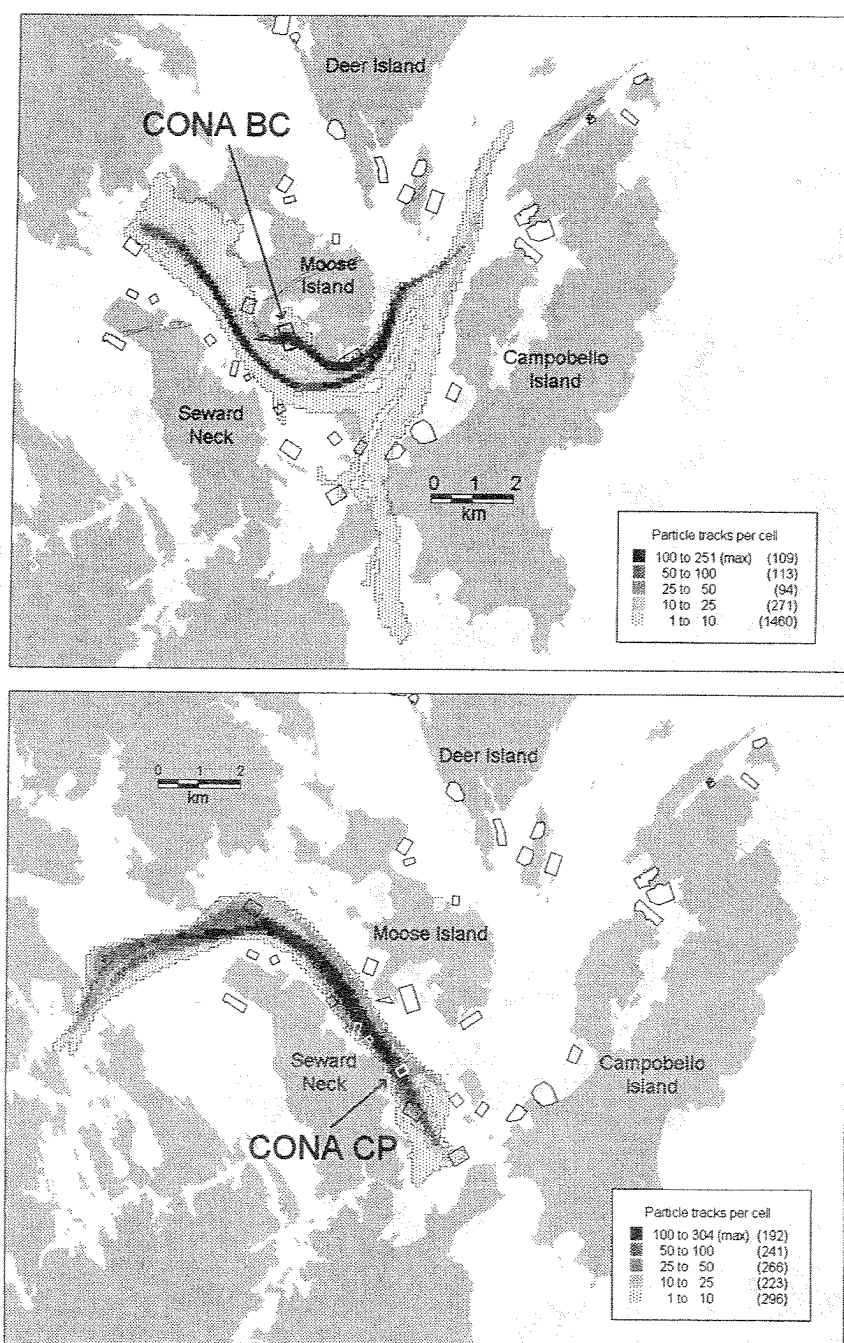 Deer Island
CONA BC
Moose
Island
Campobello
Island
Seward
Neck
0 1 2
km
Particle tracks per cell
100 to 251 (max) (109)
50 to 100 (113)
25 to 50 (94)
10 to 25 (271)
1 to 10 (1460)
Deer Island
0 1 2
km
Moose Island
Seward
Neck
Campobello
Island
CONA CP
Particle tracks per cell
100 to 304 (max) (192)
50 to 100 (241)
25 to 50 (266)
10 to 25 (223)
1 to 10 (296)